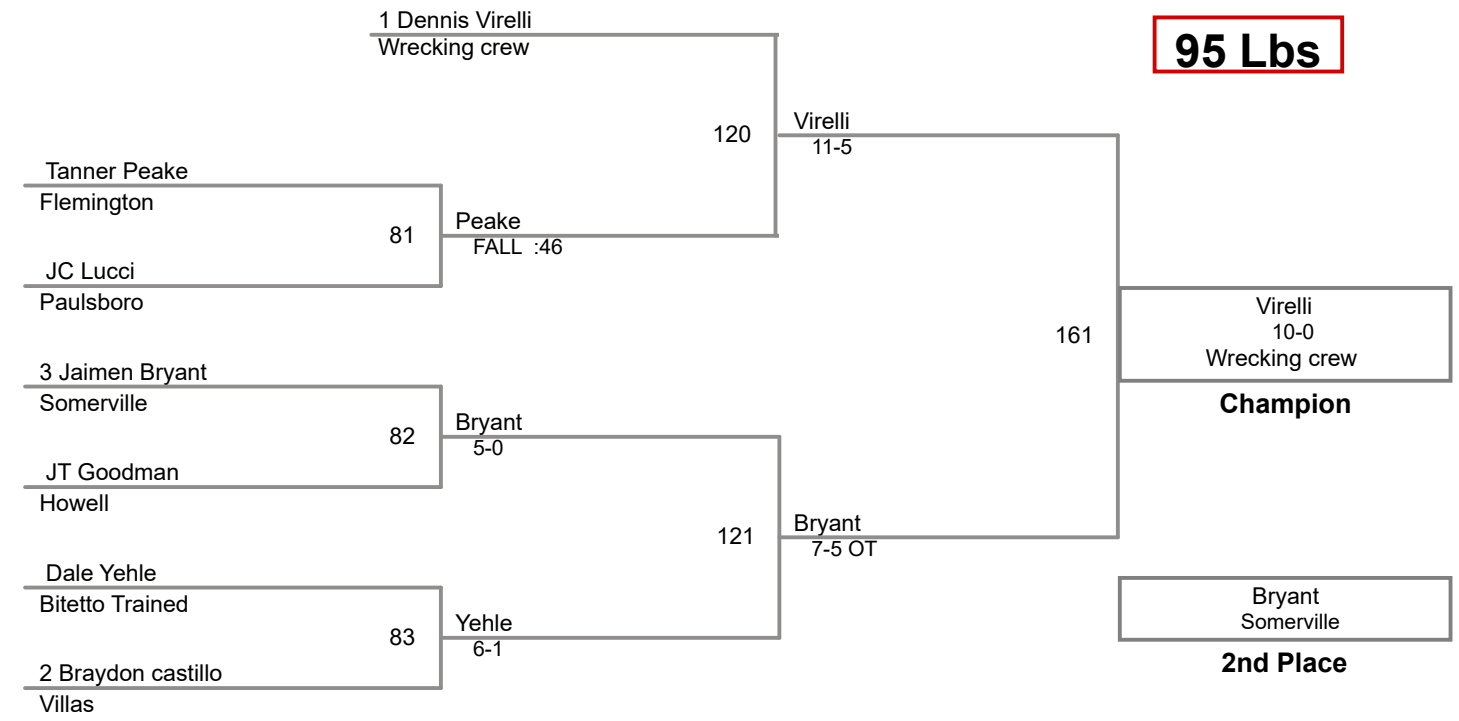 1 Dennis Virelli
Wrecking crew
95 Lbs
120
Virelli
11-5
Tanner Peake
Flemington
81
Peake
FALL  :46
JC Lucci
Paulsboro
161
Virelli
10-0
Wrecking crew
Champion
3 Jaimen Bryant
Somerville
82
Bryant
5-0
JT Goodman
Howell
121
Bryant
7-5 OT
Dale Yehle
Bitetto Trained
83
Yehle
6-1
2 Braydon castillo
Villas
Bryant
Somerville
2nd Place